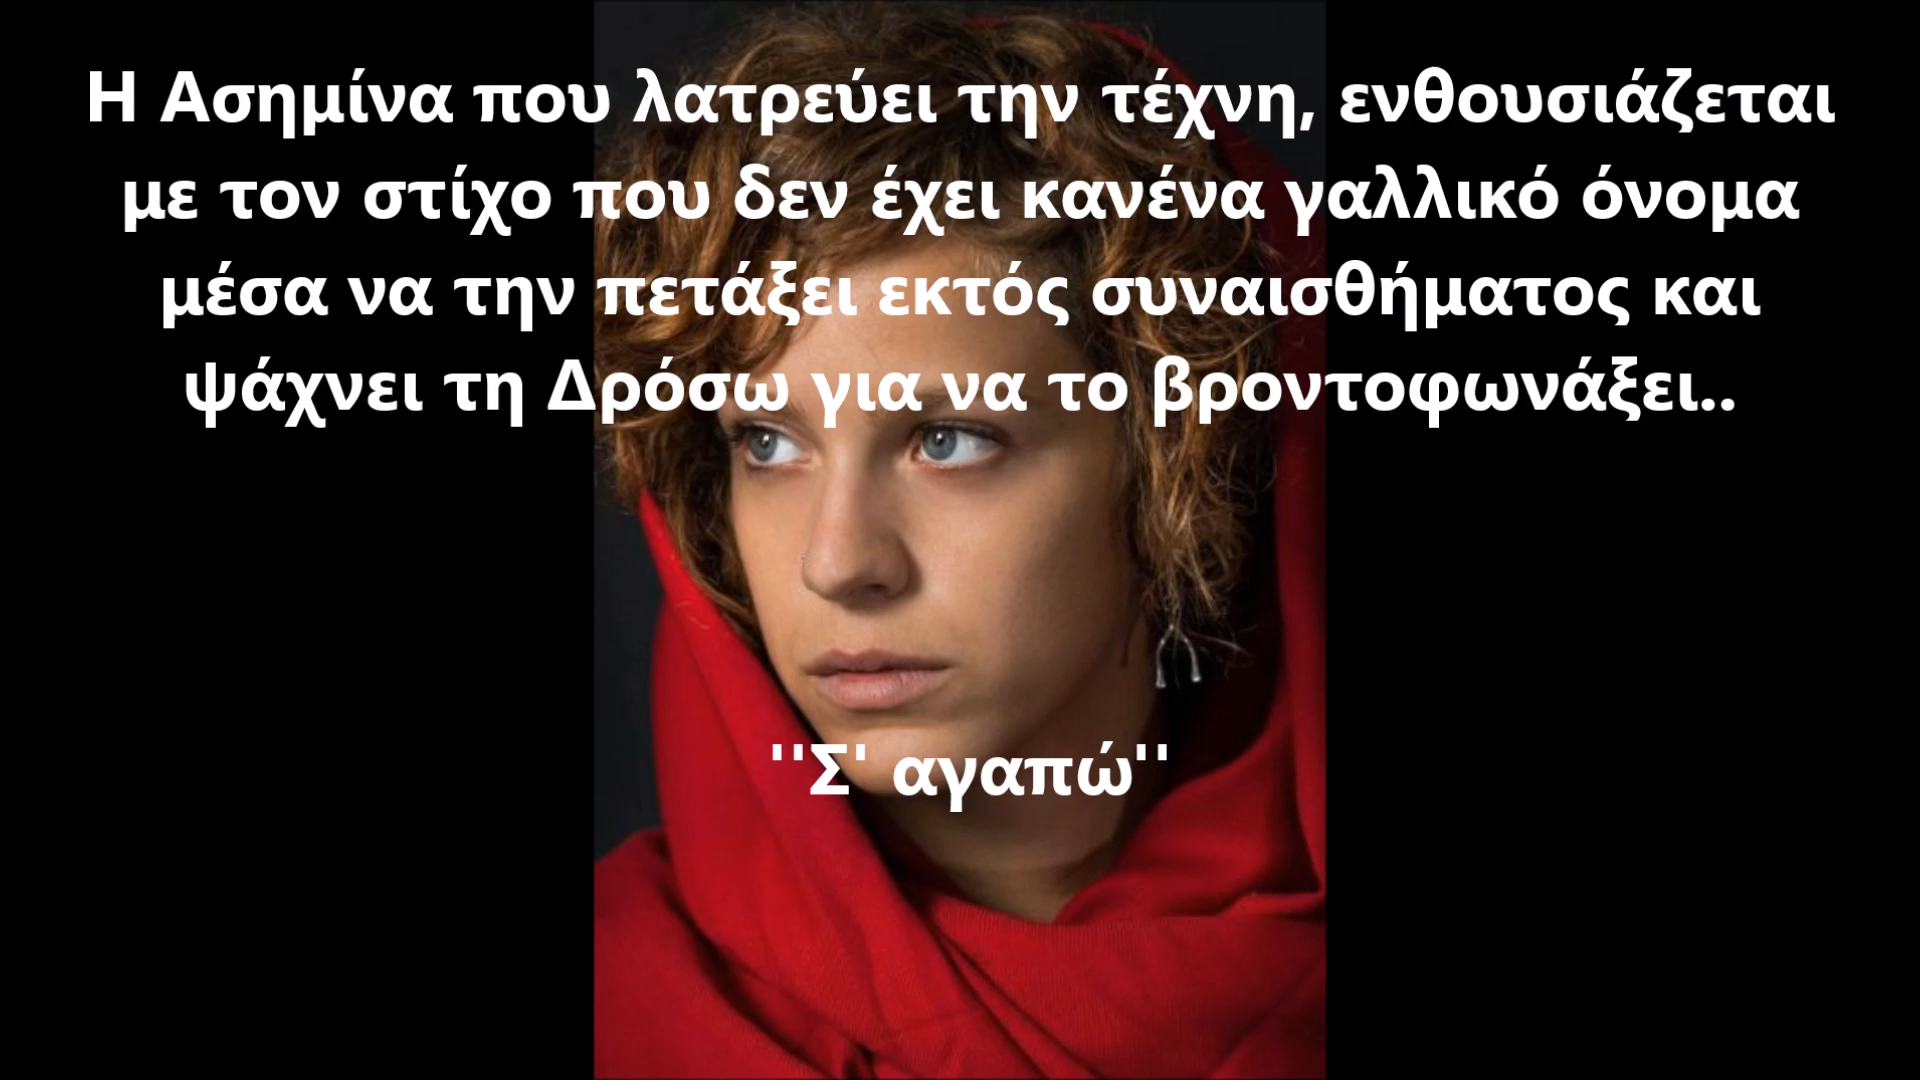 Η Ασημίνα που λατρεύει την τέχνη, ενθουσιάζεται
με τον στίχο που δεν έχει κανένα γαλλικό όνομα
μέσα να την πετάξει εκτός συναισθήματος και
ψάχνει τη Δρόσω για να το βροντοφωνάξει..
''Σ' αγαπώ''